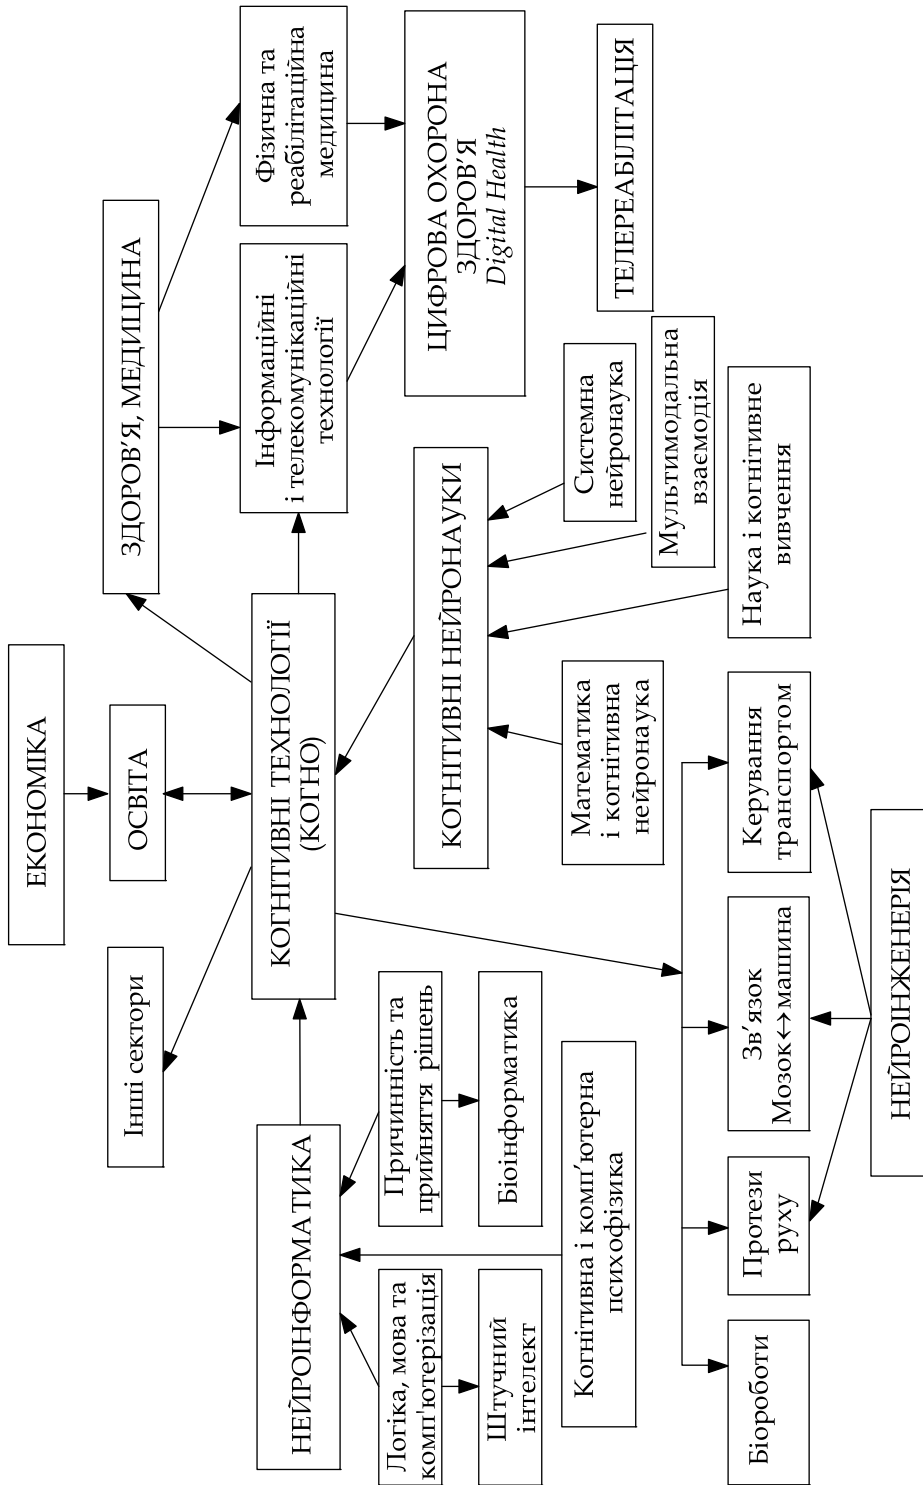 ЕКОНОМІКА
Інші сектори
ОСВІТА
ЗДОРОВ'Я, МЕДИЦИНА
НЕЙРОІНФОРМАТИКА
КОГНІТИВНІ ТЕХНОЛОГІЇ
(КОГНО)
Інформаційні
і телекомунікаційні
технології
Фізична та
реабілітаційна
медицина
Логіка, мова та
комп'ютерізація
Причинність та
прийняття рішень
КОГНІТИВНІ НЕЙРОНАУКИ
ЦИФРОВА ОХОРОНА
ЗДОРОВ'Я
Digital Health
Штучний
інтелект
Біоінформатика
Когнітивна і комп'ютерна
психофізика
Математика
і когнітивна
нейронаука
Системна
нейронаука
Мультимодальна
взаємодія
ТЕЛЕРЕАБІЛІТАЦІЯ
Біороботи
Протези
руху
Зв'язок
Мозок↔машина
Керування
транспортом
Наука і когнітивне
вивчення
НЕЙРОІНЖЕНЕРІЯ